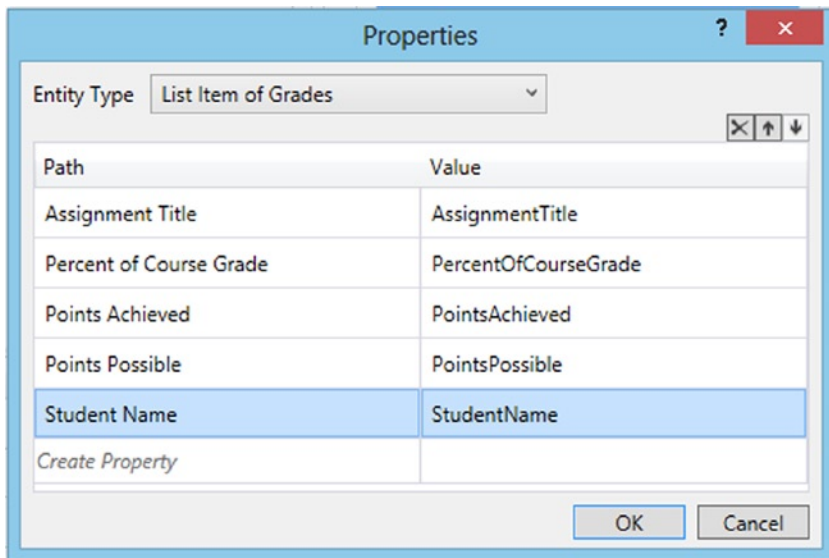 Properties
?
Entity Type List Item of Grades
Path Value
Assignment Title AssignmentTitle
Percent of Course Grade PercentOfCourseGrade
Points Achieved PointsAchieved
Points Possible PointsPossible
Student Name StudentName
Create Property
OK Cancel